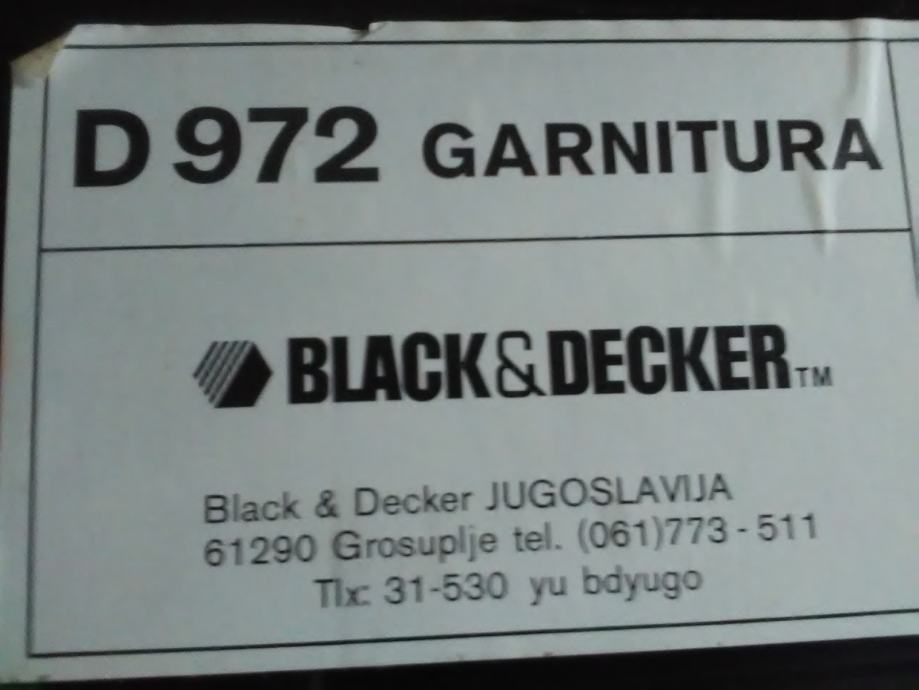 D 972 GARNITURA
BLACK&DECKER™
Black & Decker JUGOSLAVIJA
61290 Grosuplje tel. (061)773-511
Tlx: 31-530 yu bdyugo